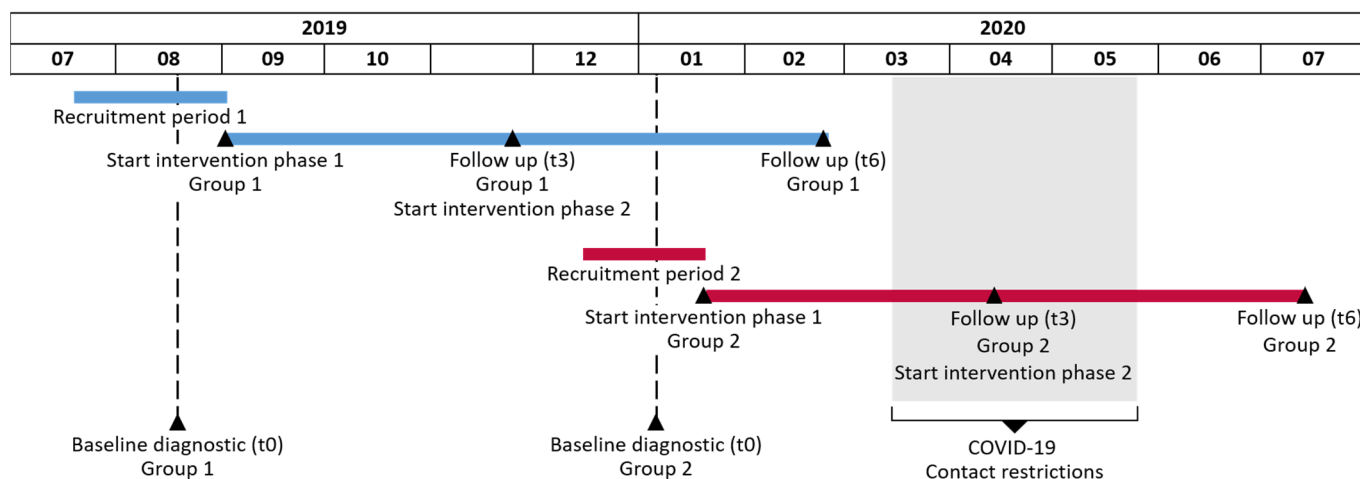 2019 2020
07 08 09 10 12 01 02 03 04 05 06 07
Recruitment period 1
Start intervention phase 1
Group 1
Follow up (t3)
Group 1
Start intervention phase 2
Follow up (t6)
Group 1
Recruitment period 2
Start intervention phase 1
Group 2
Follow up (t3)
Group 2
Start intervention phase 2
Follow up (t6)
Group 2
Baseline diagnostic (t0)
Group 1
Baseline diagnostic (t0)
Group 2
COVID-19
Contact restrictions